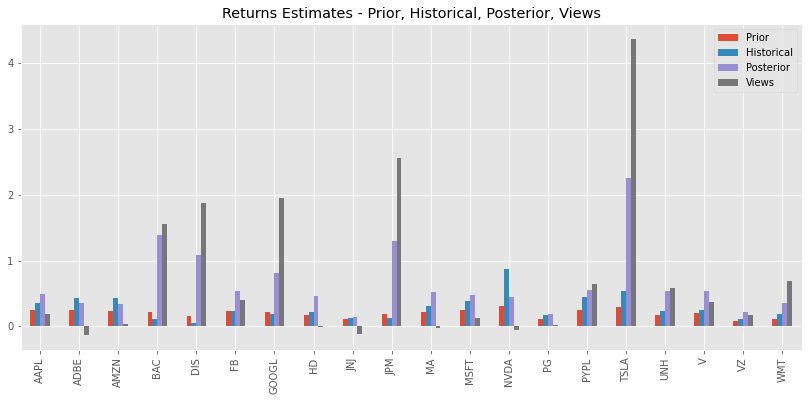 Returns Estimates - Prior, Historical, Posterior, Views
Prior
Historical
Posterior
Views
4
3
2
1
0
AAPL
ADBE
AMZN
BAC
DIS
FB
GOOGL
HD
JNJ
JPM
MA
MSFT
NVDA
PG
PYPL
TSLA
UNH
V
VZ
WMT